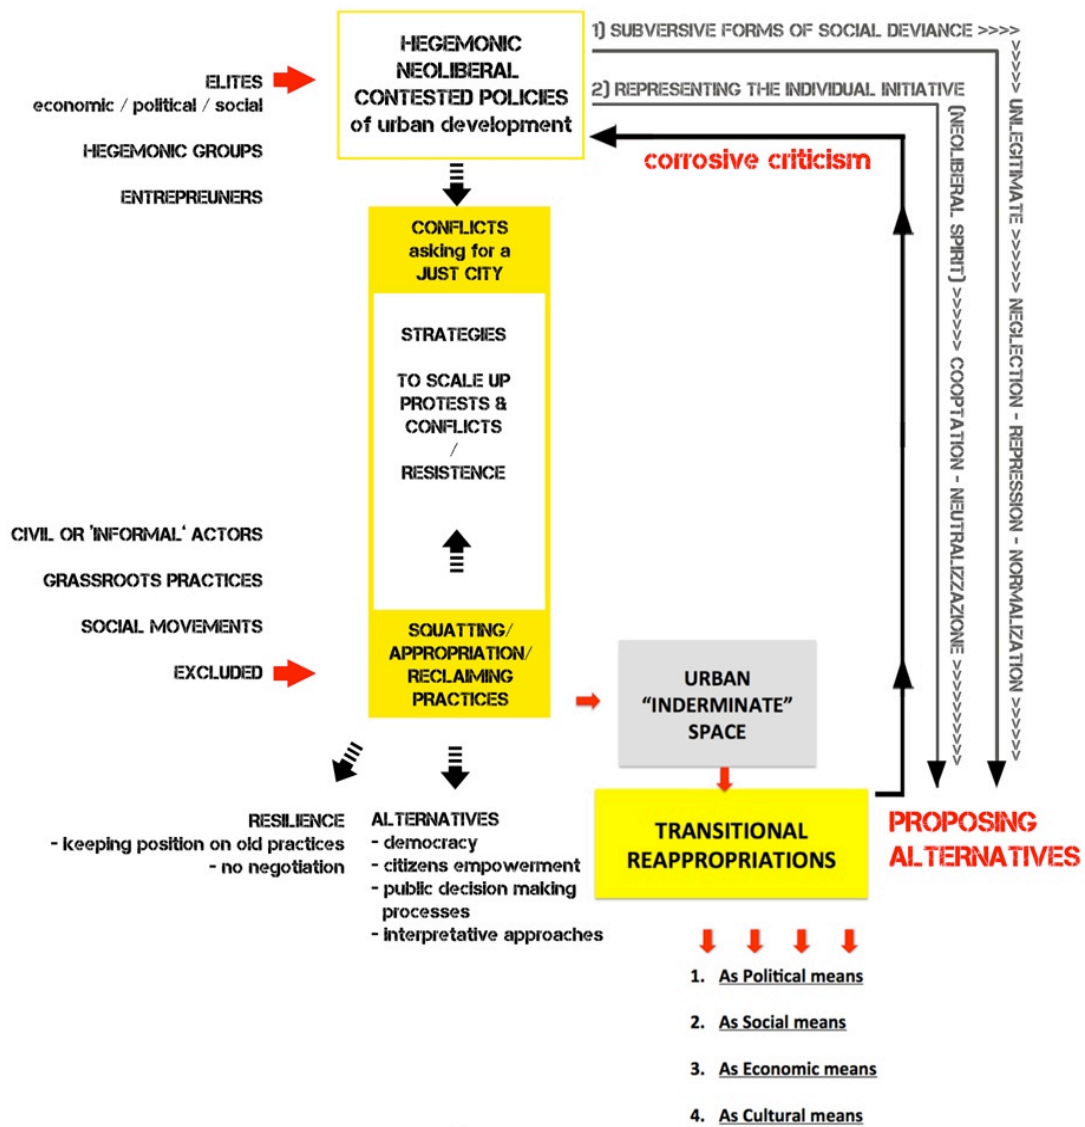 HEGEMONIC
NEOLIBERAL
CONTESTED POLICIES
of urban development
ELITES
economic / political / social
HEGEMONIC GROUPS
ENTREPREUNERS
1) SUBVERSIVE FORMS OF SOCIAL DEVIANCE >>>>
2) REPRESENTING THE INDIVIDUAL INITIATIVE
(NEOLIBERAL SPIRIT) >>>>>> COOPTATION - NEUTRALIZZAZIONE >>>>>>>>>>
>>>>> UNLEGITIMATE >>>>>> NEGLECTION - REPRESSION - NORMALIZATION >>>>>
corrosive criticism
CONFLICTS
asking for a
JUST CITY
STRATEGIES
TO SCALE UP
PROTESTS &
CONFLICTS
/
RESISTENCE
CIVIL OR 'INFORMAL' ACTORS
GRASSROOTS PRACTICES
SOCIAL MOVEMENTS
EXCLUDED
SQUATTING/
APPROPRIATION/
RECLAIMING
PRACTICES
URBAN
“INDERMINATE”
SPACE
RESILIENCE
- keeping position on old practices
- no negotiation
ALTERNATIVES
- democracy
- citizens empowerment
- public decision making
processes
- interpretative approaches
TRANSITIONAL
REAPPROPRIATIONS
PROPOSING
ALTERNATIVES
1. As Political means
2. As Social means
3. As Economic means
4. As Cultural means